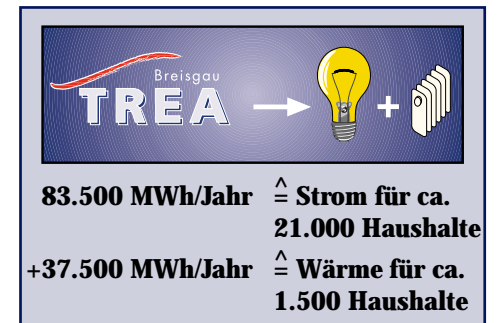 Breisgau
TREA
+
83.500 MWh/Jahr ≙ Strom für ca.
21.000 Haushalte
+37.500 MWh/Jahr ≙ Wärme für ca.
1.500 Haushalte